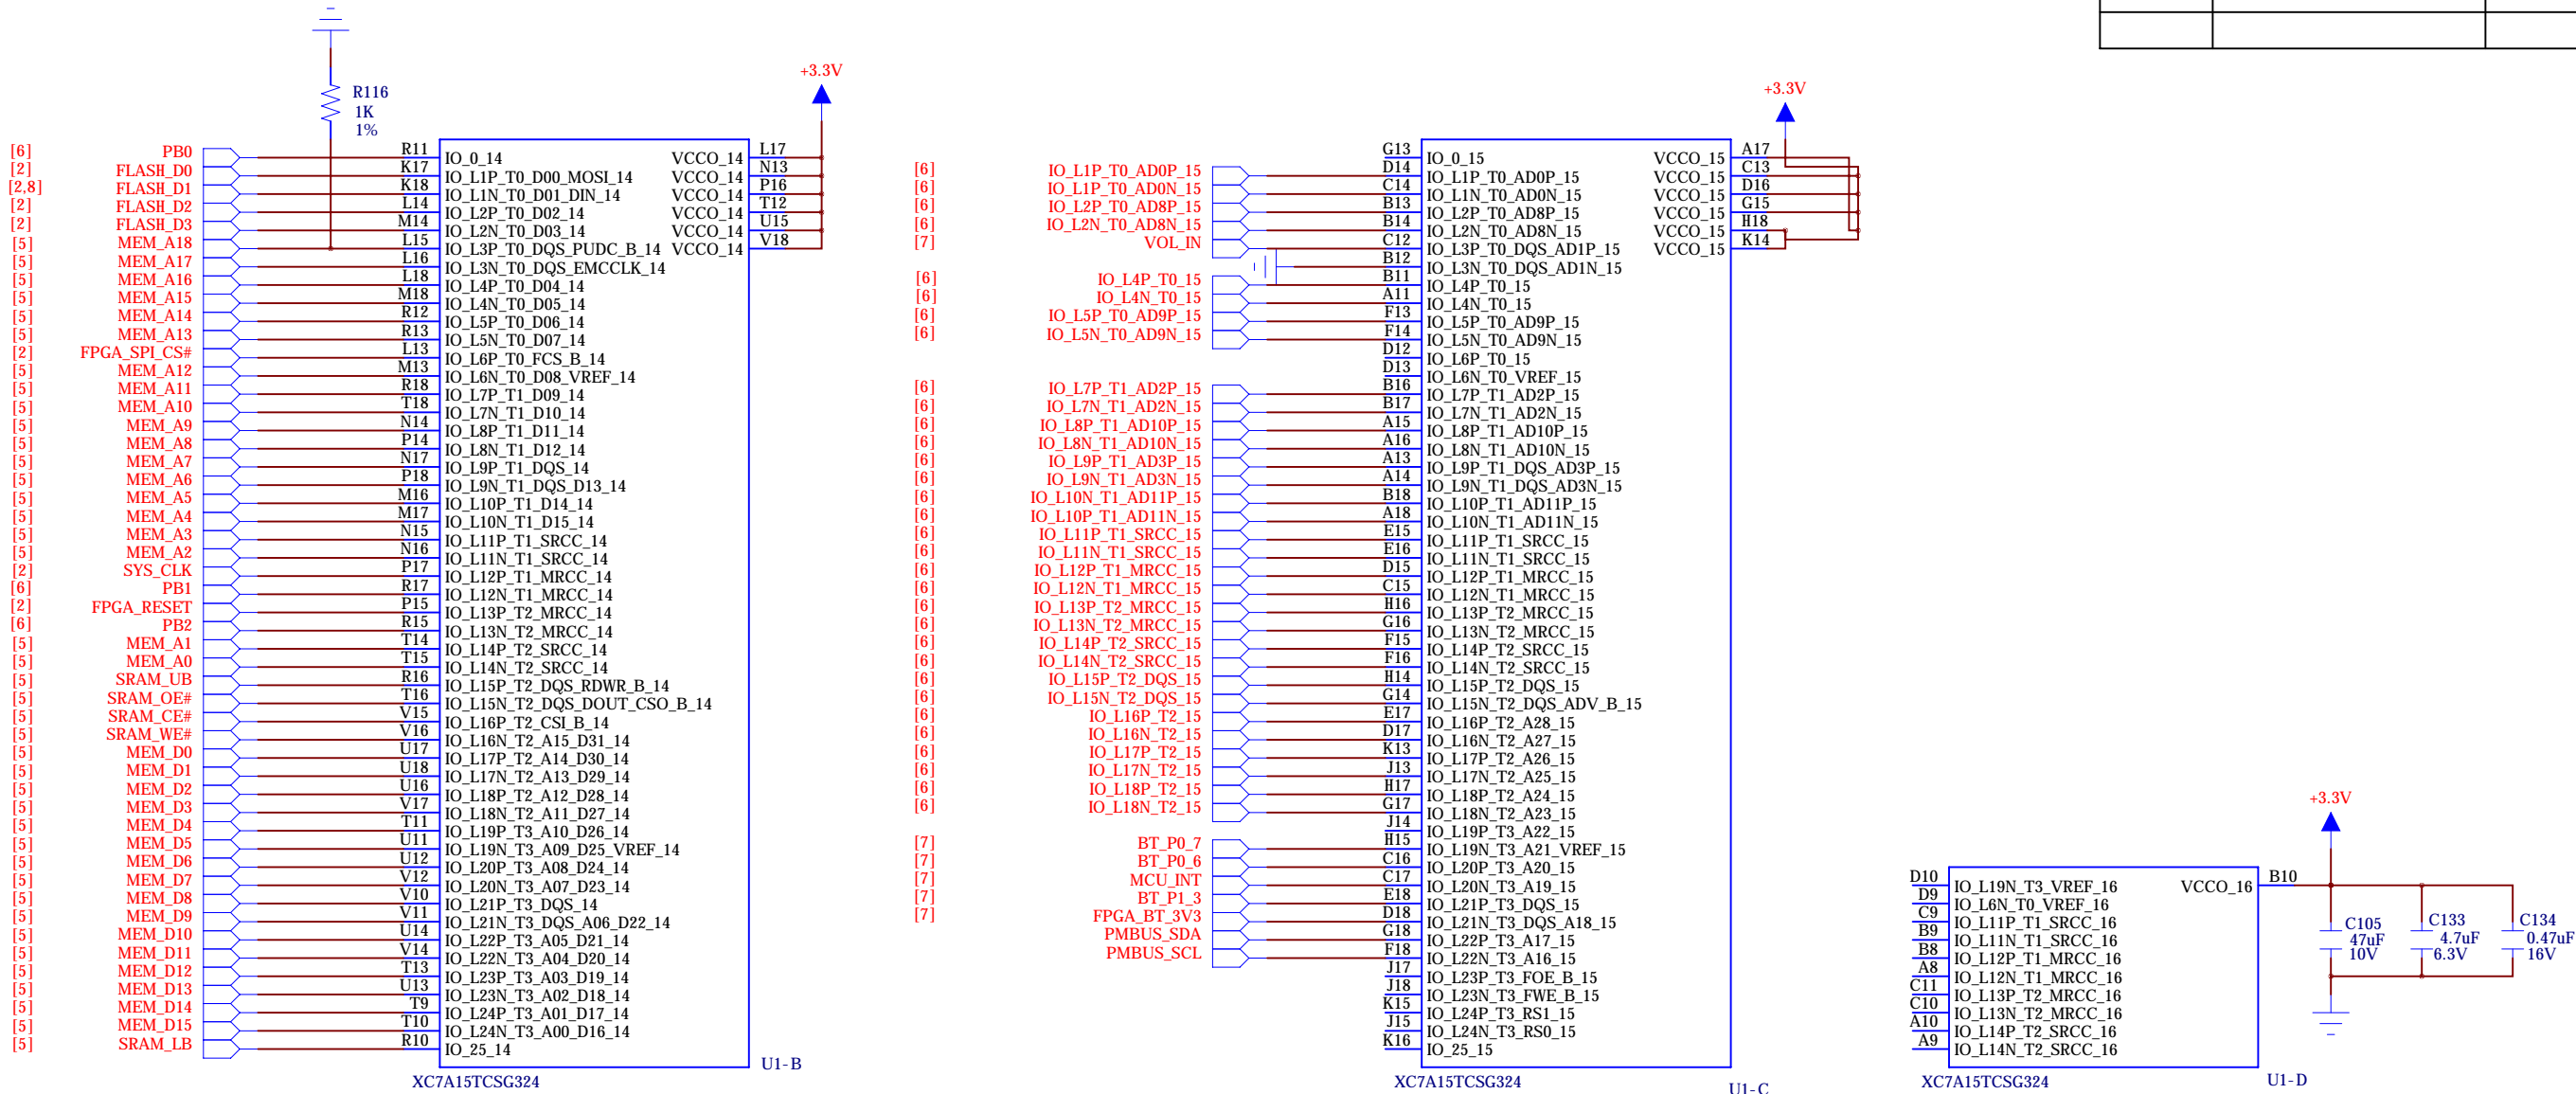 R116
1K
1%
+3.3V
[6] PB0 R11 IO_0_14 VCCO_14 L17
[2] FLASH_D0 K17 IO_L1P_T0_D00_MOSI_14 VCCO_14 N13
[2,8] FLASH_D1 K18 IO_L1N_T0_D01_DIN_14 VCCO_14 P16
[2] FLASH_D2 L14 IO_L2P_T0_D02_14 VCCO_14 T12
[2] FLASH_D3 M14 IO_L2N_T0_D03_14 VCCO_14 U15
[5] MEM_A18 L15 IO_L3P_T0_DQS_PUDC_B_14 VCCO_14 V18
[5] MEM_A17 L16 IO_L3N_T0_DQS_EMCCLK_14
[5] MEM_A16 L18 IO_L4P_T0_D04_14
[5] MEM_A15 M18 IO_L4N_T0_D05_14
[5] MEM_A14 R12 IO_L5P_T0_D06_14
[5] MEM_A13 R13 IO_L5N_T0_D07_14
[2] FPGA_SPI_CS# L13 IO_L6P_T0_FCS_B_14
[5] MEM_A12 M13 IO_L6N_T0_D08_VREF_14
[5] MEM_A11 R18 IO_L7P_T1_D09_14
[5] MEM_A10 T18 IO_L7N_T1_D10_14
[5] MEM_A9 N14 IO_L8P_T1_D11_14
[5] MEM_A8 P14 IO_L8N_T1_D12_14
[5] MEM_A7 N17 IO_L9P_T1_DQS_14
[5] MEM_A6 P18 IO_L9N_T1_DQS_D13_14
[5] MEM_A5 M16 IO_L10P_T1_D14_14
[5] MEM_A4 M17 IO_L10N_T1_D15_14
[5] MEM_A3 N15 IO_L11P_T1_SRCC_14
[5] MEM_A2 N16 IO_L11N_T1_SRCC_14
[2] SYS_CLK P17 IO_L12P_T1_MRCC_14
[6] PB1 R17 IO_L12N_T1_MRCC_14
[2] FPGA_RESET P15 IO_L13P_T2_MRCC_14
[6] PB2 R15 IO_L13N_T2_MRCC_14
[5] MEM_A1 T14 IO_L14P_T2_SRCC_14
[5] MEM_A0 T15 IO_L14N_T2_SRCC_14
[5] SRAM_UB R16 IO_L15P_T2_DQS_RDWR_B_14
[5] SRAM_OE# T16 IO_L15N_T2_DQS_DOUT_CSO_B_14
[5] SRAM_CE# V15 IO_L16P_T2_CSI_B_14
[5] SRAM_WE# V16 IO_L16N_T2_A15_D31_14
[5] MEM_D0 U17 IO_L17P_T2_A14_D30_14
[5] MEM_D1 U18 IO_L17N_T2_A13_D29_14
[5] MEM_D2 U16 IO_L18P_T2_A12_D28_14
[5] MEM_D3 V17 IO_L18N_T2_A11_D27_14
[5] MEM_D4 T11 IO_L19P_T3_A10_D26_14
[5] MEM_D5 U11 IO_L19N_T3_A09_D25_VREF_14
[5] MEM_D6 U12 IO_L20P_T3_A08_D24_14
[5] MEM_D7 V12 IO_L20N_T3_A07_D23_14
[5] MEM_D8 V10 IO_L21P_T3_DQS_14
[5] MEM_D9 V11 IO_L21N_T3_DQS_A06_D22_14
[5] MEM_D10 U14 IO_L22P_T3_A05_D21_14
[5] MEM_D11 V14 IO_L22N_T3_A04_D20_14
[5] MEM_D12 T13 IO_L23P_T3_A03_D19_14
[5] MEM_D13 U13 IO_L23N_T3_A02_D18_14
[5] MEM_D14 T9 IO_L24P_T3_A01_D17_14
[5] MEM_D15 T10 IO_L24N_T3_A00_D16_14
[5] SRAM_LB R10 IO_25_14
U1-B
XC7A15TCSG324
+3.3V
G13 IO_0_15 VCCO_15 A17
[6] IO_L1P_T0_AD0P_15 D14 IO_L1P_T0_AD0P_15 VCCO_15 C13
[6] IO_L1P_T0_AD0N_15 C14 IO_L1N_T0_AD0N_15 VCCO_15 D16
[6] IO_L2P_T0_AD8P_15 B13 IO_L2P_T0_AD8P_15 VCCO_15 G15
[6] IO_L2N_T0_AD8N_15 B14 IO_L2N_T0_AD8N_15 VCCO_15 H18
[7] VOL_IN C12 IO_L3P_T0_DQS_AD1P_15 VCCO_15 K14
B12 IO_L3N_T0_DQS_AD1N_15
[6] IO_L4P_T0_15 B11 IO_L4P_T0_15
[6] IO_L4N_T0_15 A11 IO_L4N_T0_15
[6] IO_L5P_T0_AD9P_15 F13 IO_L5P_T0_AD9P_15
[6] IO_L5N_T0_AD9N_15 F14 IO_L5N_T0_AD9N_15
D12 IO_L6P_T0_15
D13 IO_L6N_T0_VREF_15
[6] IO_L7P_T1_AD2P_15 B16 IO_L7P_T1_AD2P_15
[6] IO_L7N_T1_AD2N_15 B17 IO_L7N_T1_AD2N_15
[6] IO_L8P_T1_AD10P_15 A15 IO_L8P_T1_AD10P_15
[6] IO_L8N_T1_AD10N_15 A16 IO_L8N_T1_AD10N_15
[6] IO_L9P_T1_AD3P_15 A13 IO_L9P_T1_DQS_AD3P_15
[6] IO_L9N_T1_AD3N_15 A14 IO_L9N_T1_DQS_AD3N_15
[6] IO_L10N_T1_AD11P_15 B18 IO_L10P_T1_AD11P_15
[6] IO_L10P_T1_AD11N_15 A18 IO_L10N_T1_AD11N_15
[6] IO_L11P_T1_SRCC_15 E15 IO_L11P_T1_SRCC_15
[6] IO_L11N_T1_SRCC_15 E16 IO_L11N_T1_SRCC_15
[6] IO_L12P_T1_MRCC_15 D15 IO_L12P_T1_MRCC_15
[6] IO_L12N_T1_MRCC_15 C15 IO_L12N_T1_MRCC_15
[6] IO_L13P_T2_MRCC_15 H16 IO_L13P_T2_MRCC_15
[6] IO_L13N_T2_MRCC_15 G16 IO_L13N_T2_MRCC_15
[6] IO_L14P_T2_SRCC_15 F15 IO_L14P_T2_SRCC_15
[6] IO_L14N_T2_SRCC_15 F16 IO_L14N_T2_SRCC_15
[6] IO_L15P_T2_DQS_15 H14 IO_L15P_T2_DQS_15
[6] IO_L15N_T2_DQS_15 G14 IO_L15N_T2_DQS_ADV_B_15
[6] IO_L16P_T2_15 E17 IO_L16P_T2_A28_15
[6] IO_L16N_T2_15 D17 IO_L16N_T2_A27_15
[6] IO_L17P_T2_15 K13 IO_L17P_T2_A26_15
[6] IO_L17N_T2_15 J13 IO_L17N_T2_A25_15
[6] IO_L18P_T2_15 H17 IO_L18P_T2_A24_15
[6] IO_L18N_T2_15 G17 IO_L18N_T2_A23_15
J14 IO_L19P_T3_A22_15
[7] BT_P0_7 H15 IO_L19N_T3_A21_VREF_15
[7] BT_P0_6 C16 IO_L20P_T3_A20_15
[7] MCU_INT C17 IO_L20N_T3_A19_15
[7] BT_P1_3 E18 IO_L21P_T3_DQS_15
[7] FPGA_BT_3V3 D18 IO_L21N_T3_DQS_A18_15
PMBUS_SDA G18 IO_L22P_T3_A17_15
PMBUS_SCL F18 IO_L22N_T3_A16_15
J17 IO_L23P_T3_FOE_B_15
J18 IO_L23N_T3_FWE_B_15
K15 IO_L24P_T3_RS1_15
J15 IO_L24N_T3_RS0_15
K16 IO_25_15
XC7A15TCSG324
U1-C
+3.3V
D10 IO_L19N_T3_VREF_16 VCCO_16 B10
D9 IO_L6N_T0_VREF_16
C9 IO_L11P_T1_SRCC_16
B9 IO_L11N_T1_SRCC_16
B8 IO_L12P_T1_MRCC_16
A8 IO_L12N_T1_MRCC_16
C11 IO_L13P_T2_MRCC_16
C10 IO_L13N_T2_MRCC_16
A10 IO_L14P_T2_SRCC_16
A9 IO_L14N_T2_SRCC_16
C105
47uF
10V
C133
4.7uF
6.3V
C134
0.47uF
16V
XC7A15TCSG324
U1-D